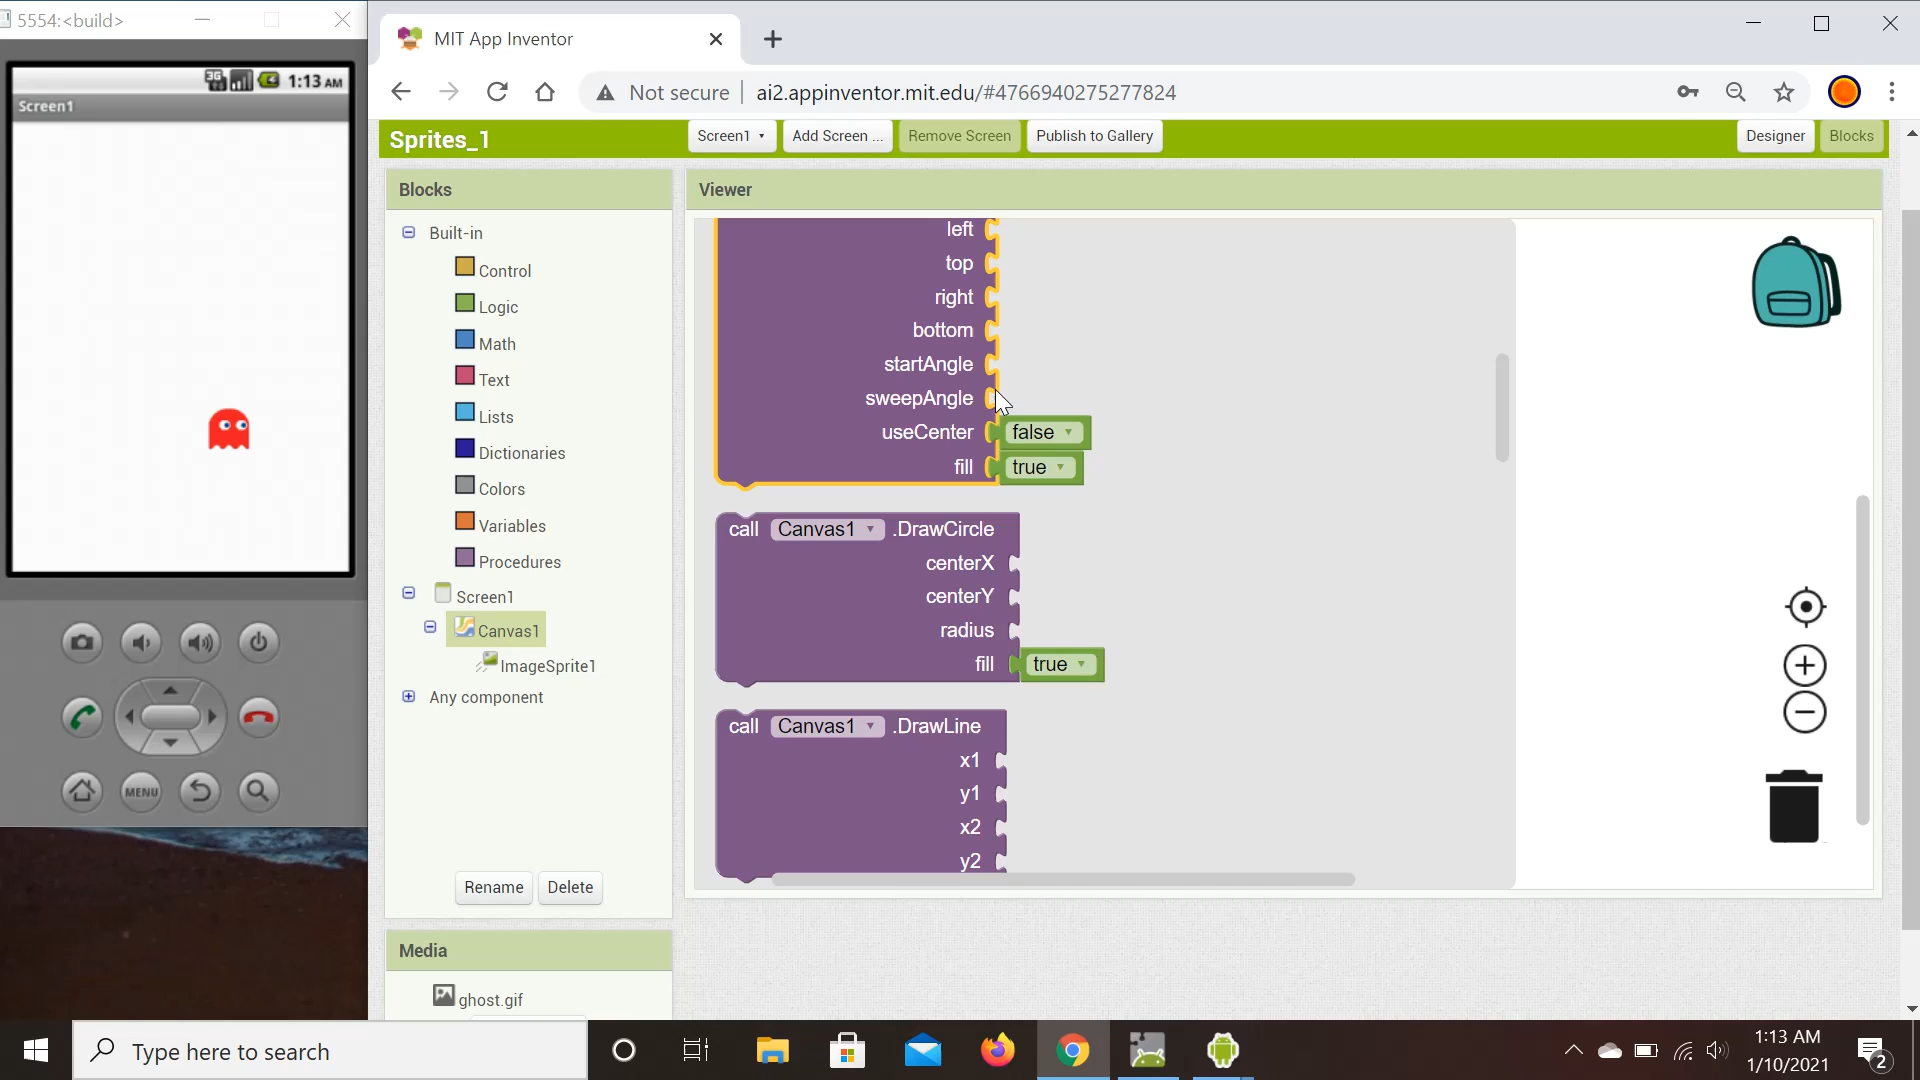 5554:<build>
3G
1:13 AM
Screen1
MENU
MIT App Inventor
Not secure
ai2.appinventor.mit.edu/#4766940275277824
Sprites_1
Screen1
Add Screen ...
Remove Screen
Publish to Gallery
Designer
Blocks
Blocks
Built-in
Control
Logic
Math
Text
Lists
Dictionaries
Colors
Variables
Procedures
Screen1
Canvas1
ImageSprite1
Any component
Rename
Delete
Media
ghost.gif
Viewer
left
top
right
bottom
startAngle
sweepAngle
useCenter false
fill true
call Canvas1 .DrawCircle
centerX
centerY
radius
fill true
call Canvas1 .DrawLine
x1
y1
x2
y2
Type here to search
1:13 AM
1/10/2021
2